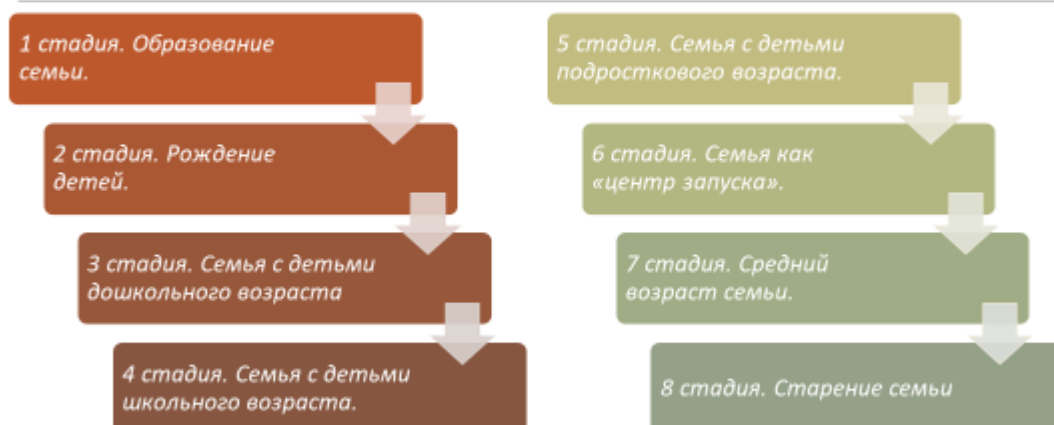 1 стадия. Образование
семьи.
2 стадия. Рождение
детей.
3 стадия. Семья с детьми
дошкольного возраста
4 стадия. Семья с детьми
школьного возраста.
5 стадия. Семья с детьми
подросткового возраста.
6 стадия. Семья как
«центр запуска».
7 стадия. Средний
возраст семьи.
8 стадия. Старение семьи